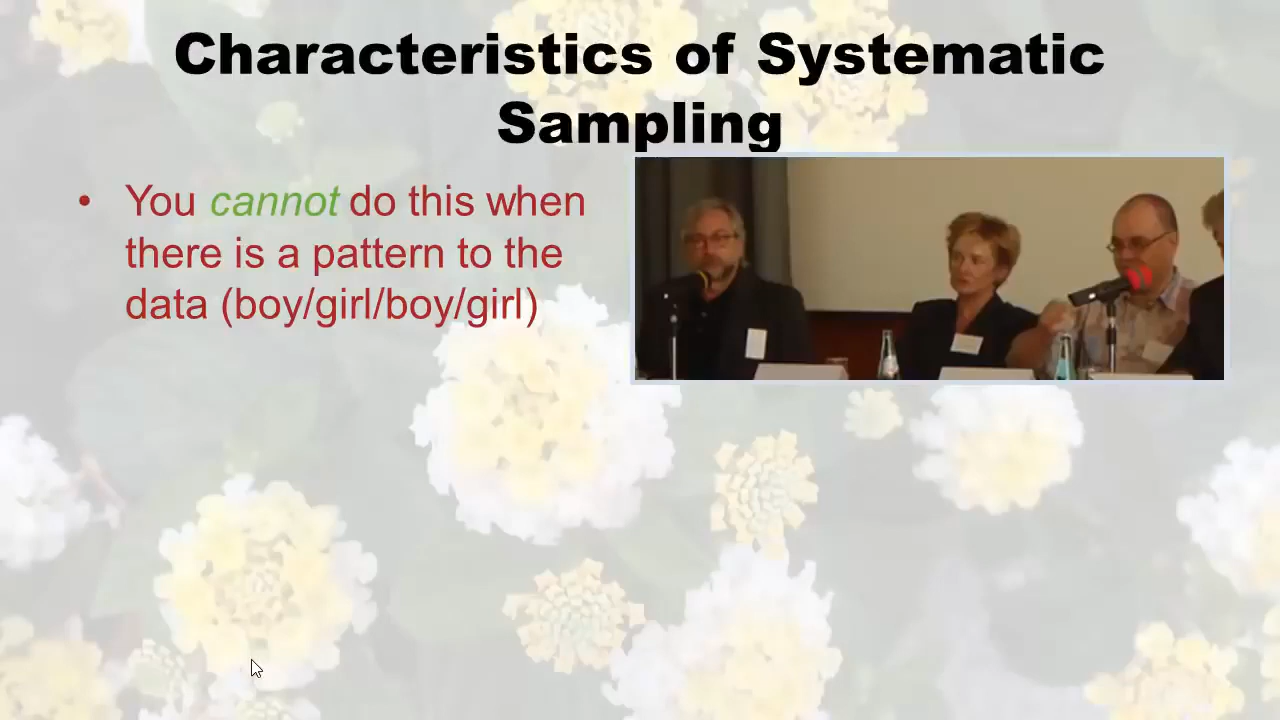 Characteristics of Systematic
Sampling
• You cannot do this when
there is a pattern to the
data (boy/girl/boy/girl)